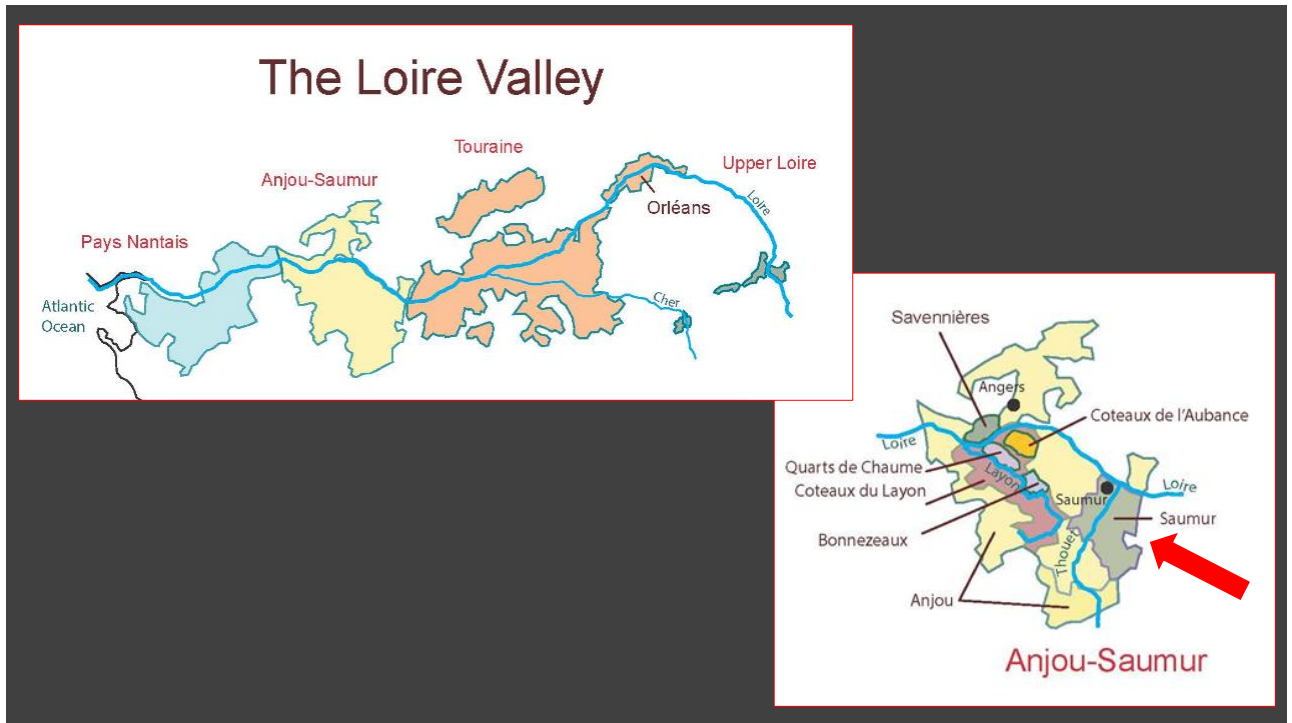 The Loire Valley
Touraine
Upper Loire
Anjou-Saumur
Loire
Orléans
Pays Nantais
Atlantic
Ocean
Cher
Savennières
Angers
Coteaux de l'Aubance
Loire
Quarts de Chaume
Layon
Coteaux du Layon
Loire
Saumur
Saumur
Bonnezeaux
Thouet
Anjou
Anjou-Saumur